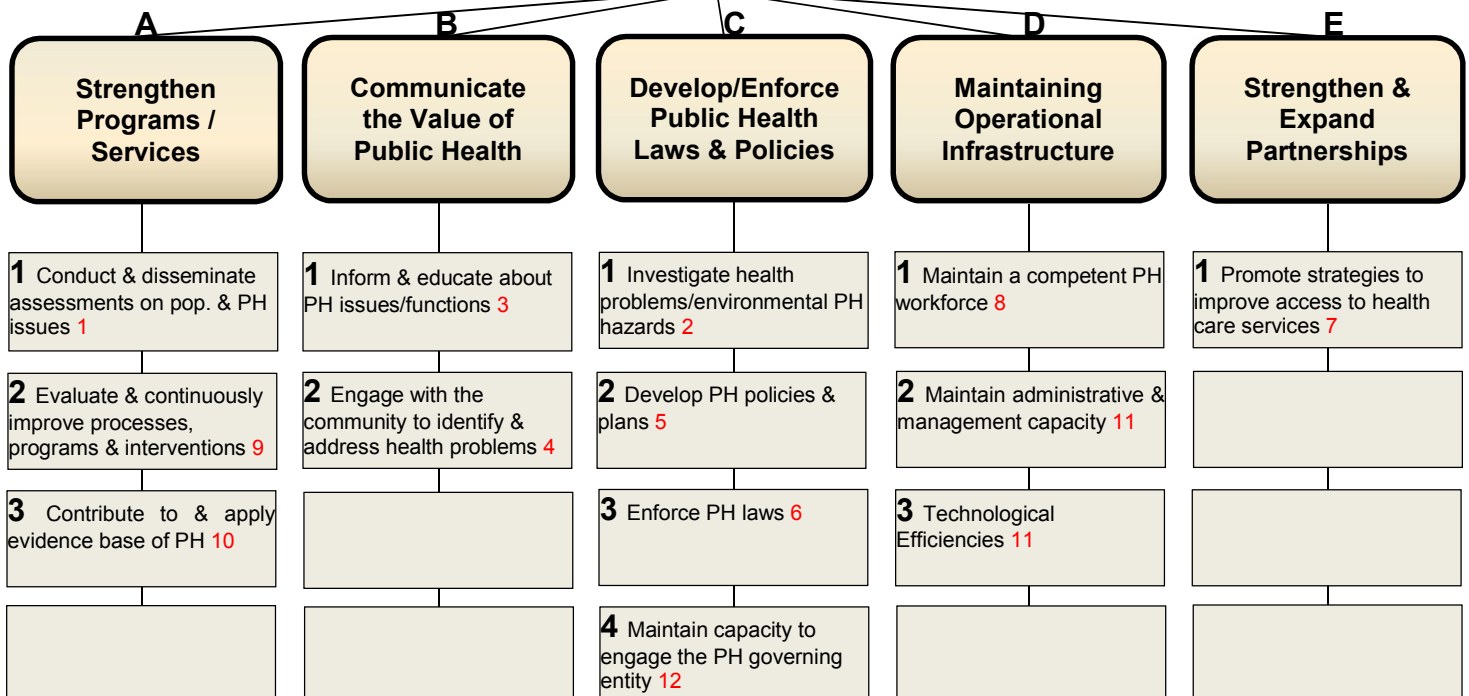 A
B
C
D
E
Strengthen
Programs /
Services
Communicate
the Value of
Public Health
Develop/Enforce
Public Health
Laws & Policies
Maintaining
Operational
Infrastructure
Strengthen &
Expand
Partnerships
1 Conduct & disseminate
assessments on pop. & PH
issues 1
2 Evaluate & continuously
improve processes,
programs & interventions 9
3 Contribute to & apply
evidence base of PH 10
1 Inform & educate about
PH issues/functions 3
2 Engage with the
community to identify &
address health problems 4
1 Investigate health
problems/environmental PH
hazards 2
2 Develop PH policies &
plans 5
3 Enforce PH laws 6
4 Maintain capacity to
engage the PH governing
entity 12
1 Maintain a competent PH
workforce 8
2 Maintain administrative &
management capacity 11
3 Technological
Efficiencies 11
1 Promote strategies to
improve access to health
care services 7